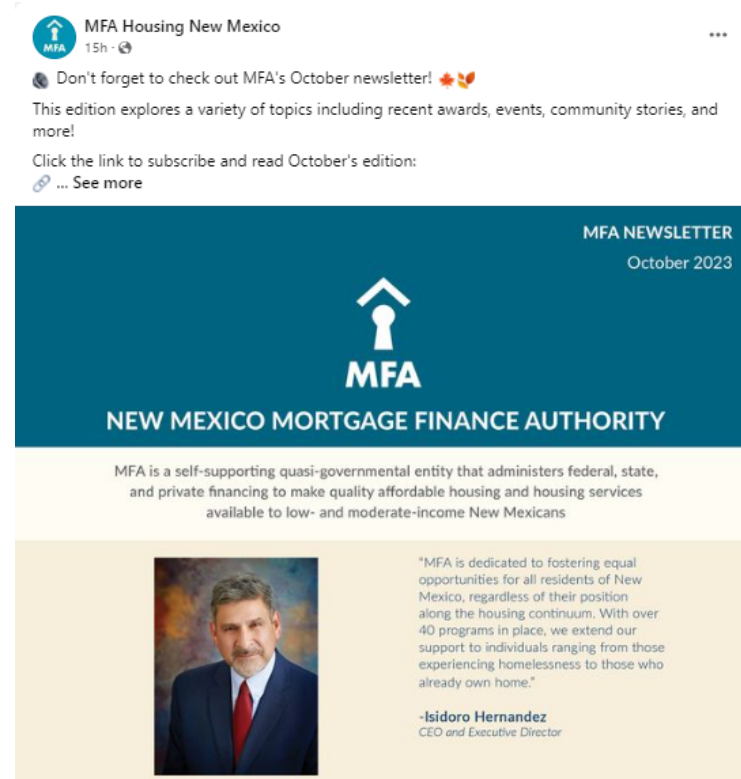 MFA Housing New Mexico
15h ·
MFA
Don't forget to check out MFA's October newsletter!
This edition explores a variety of topics including recent awards, events, community stories, and
more!
Click the link to subscribe and read October's edition:
... See more
MFA NEWSLETTER
October 2023
MFA
NEW MEXICO MORTGAGE FINANCE AUTHORITY
MFA is a self-supporting quasi-governmental entity that administers federal, state,
and private financing to make quality affordable housing and housing services
available to low- and moderate-income New Mexicans
"MFA is dedicated to fostering equal
opportunities for all residents of New
Mexico, regardless of their position
along the housing continuum. With over
40 programs in place, we extend our
support to individuals ranging from those
experiencing homelessness to those who
already own home."
-Isidoro Hernandez
CEO and Executive Director